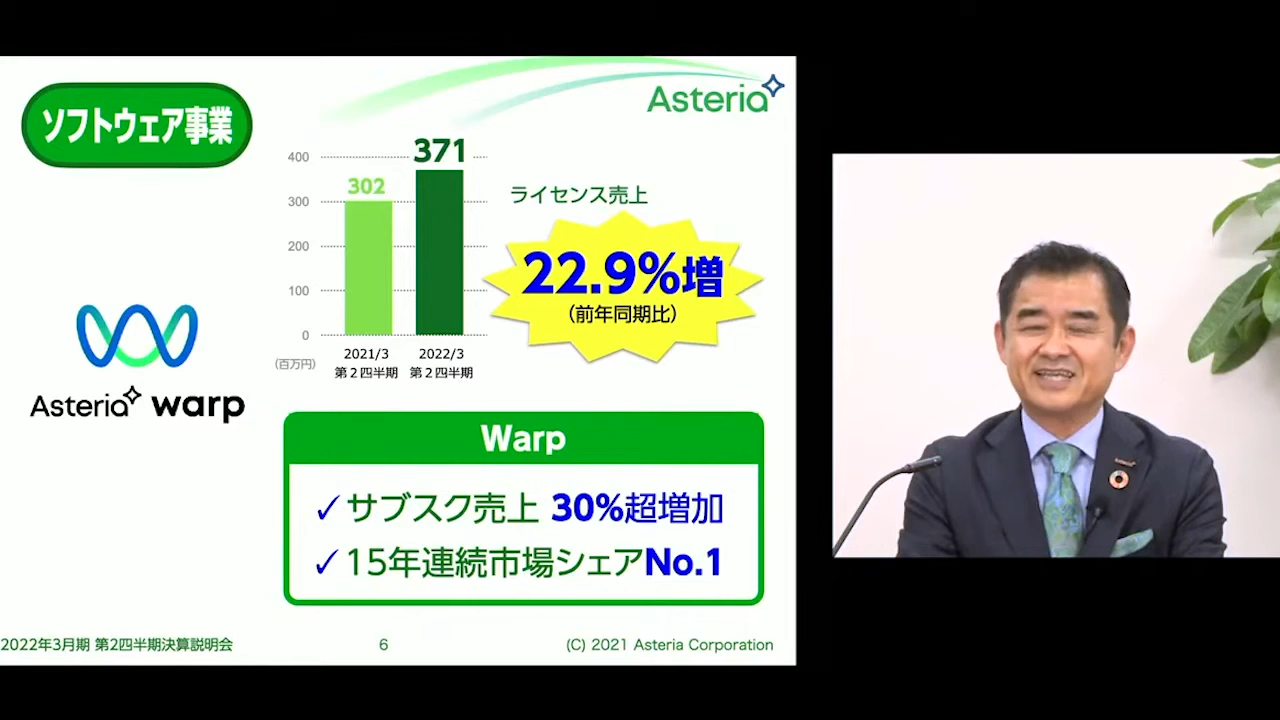 ソフトウェア事業
Asteria
371
302
400
300
200
100
0
(百万円)
2021/3
第２四半期
2022/3
第２四半期
ライセンス売上
22.9%増
(前年同期比)
Asteria warp
Warp
✓サブスク売上 30%超増加
✓15年連続市場シェアNo.1
2022年3月期 第2四半期決算説明会
6
(C) 2021 Asteria Corporation